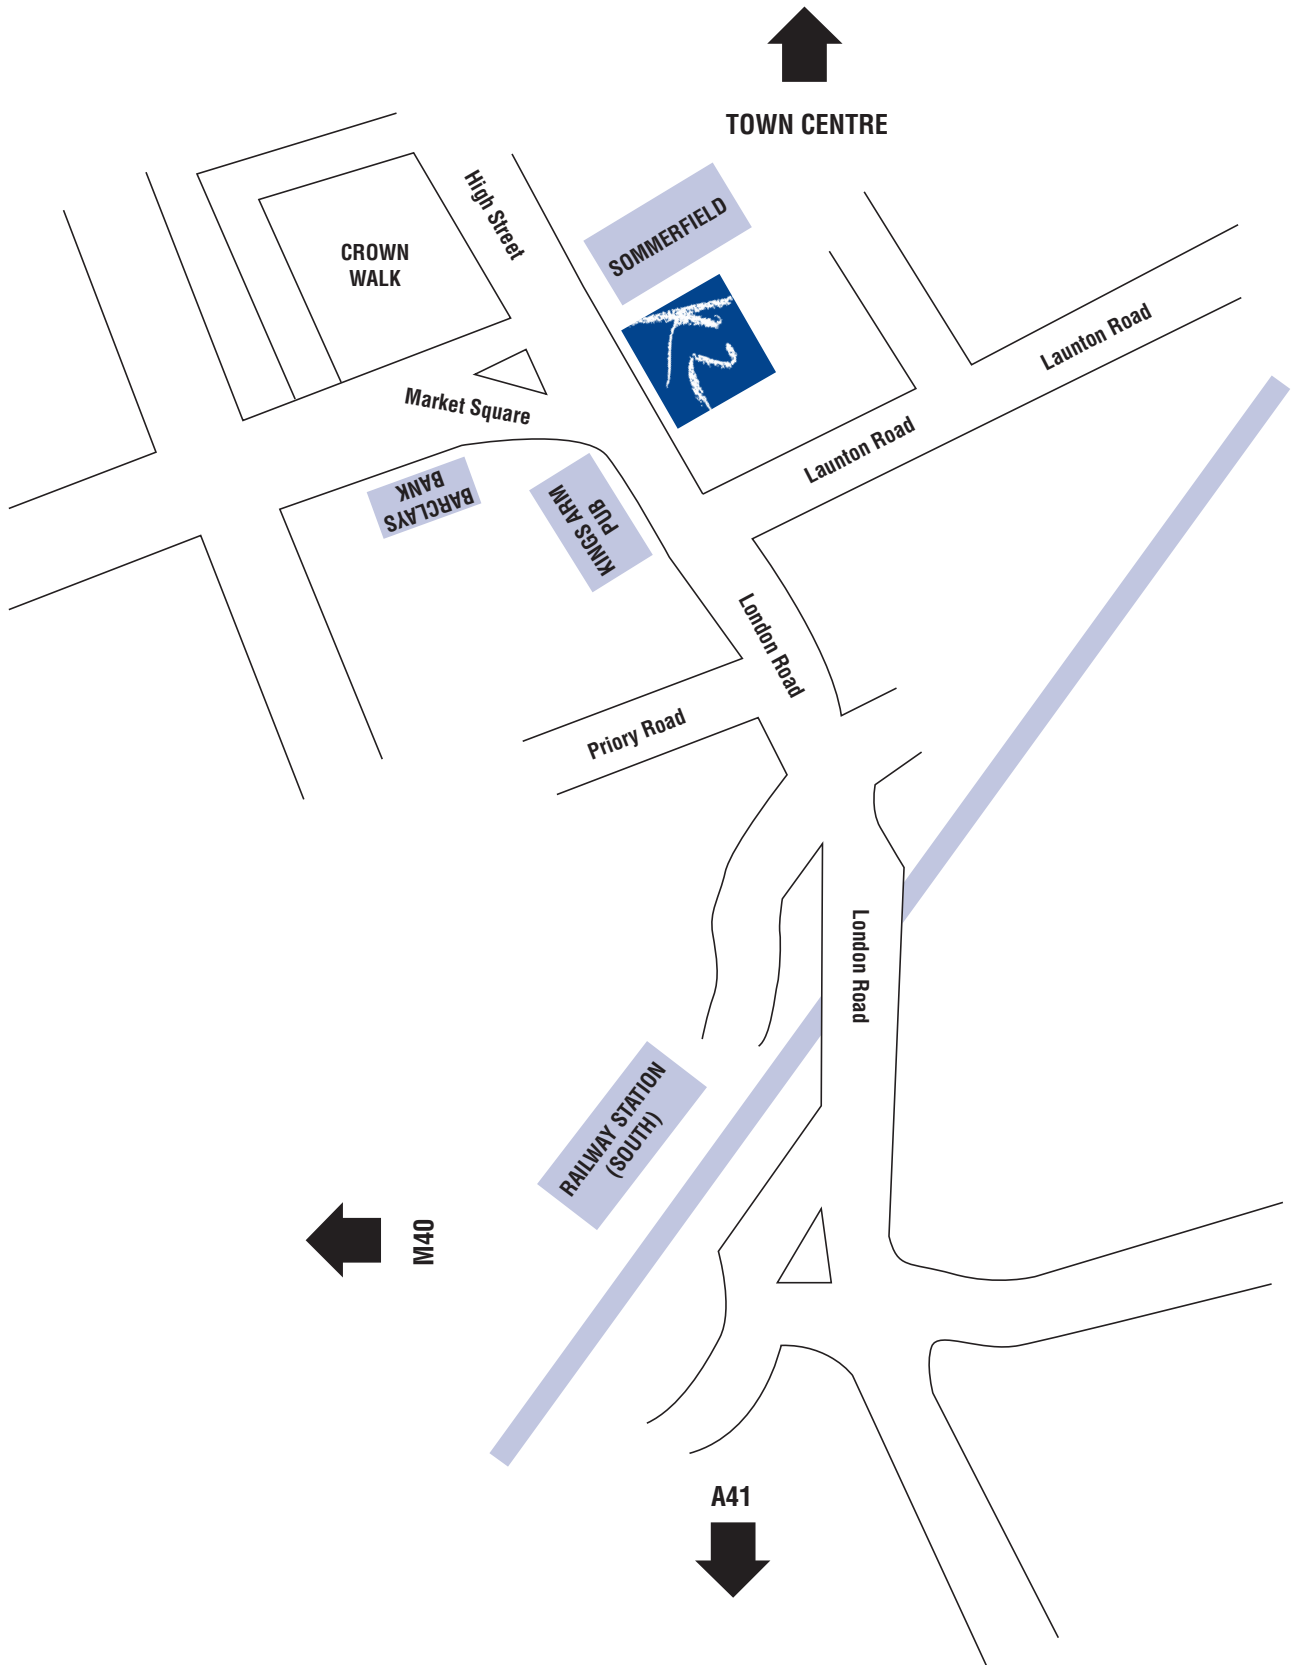 TOWN CENTRE
High Street
SOMMERFIELD
CROWN
WALK
Launton Road
Market Square
Launton Road
BARCLAYS
BANK
KINGS ARM
PUB
London Road
Priory Road
London Road
RAILWAY STATION
(SOUTH)
M40
A41